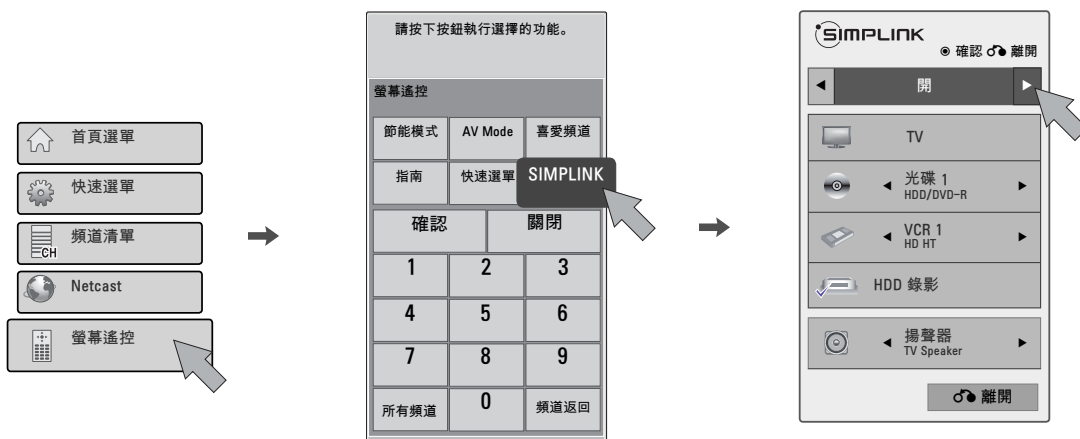 首頁選單
快速選單
頻道清單
CH
Netcast
螢幕遙控
請按下按鈕執行選擇的功能。
螢幕遙控
節能模式 AV Mode 喜愛頻道
指南 快速選單 SIMPLINK
確認 關閉
1 2 3
4 5 6
7 8 9
所有頻道 0 頻道返回
SIMPLINK
確認 離開
開
TV
光碟 1
HDD/DVD-R
VCR 1
HD HT
HDD 錄影
揚聲器
TV Speaker
離開